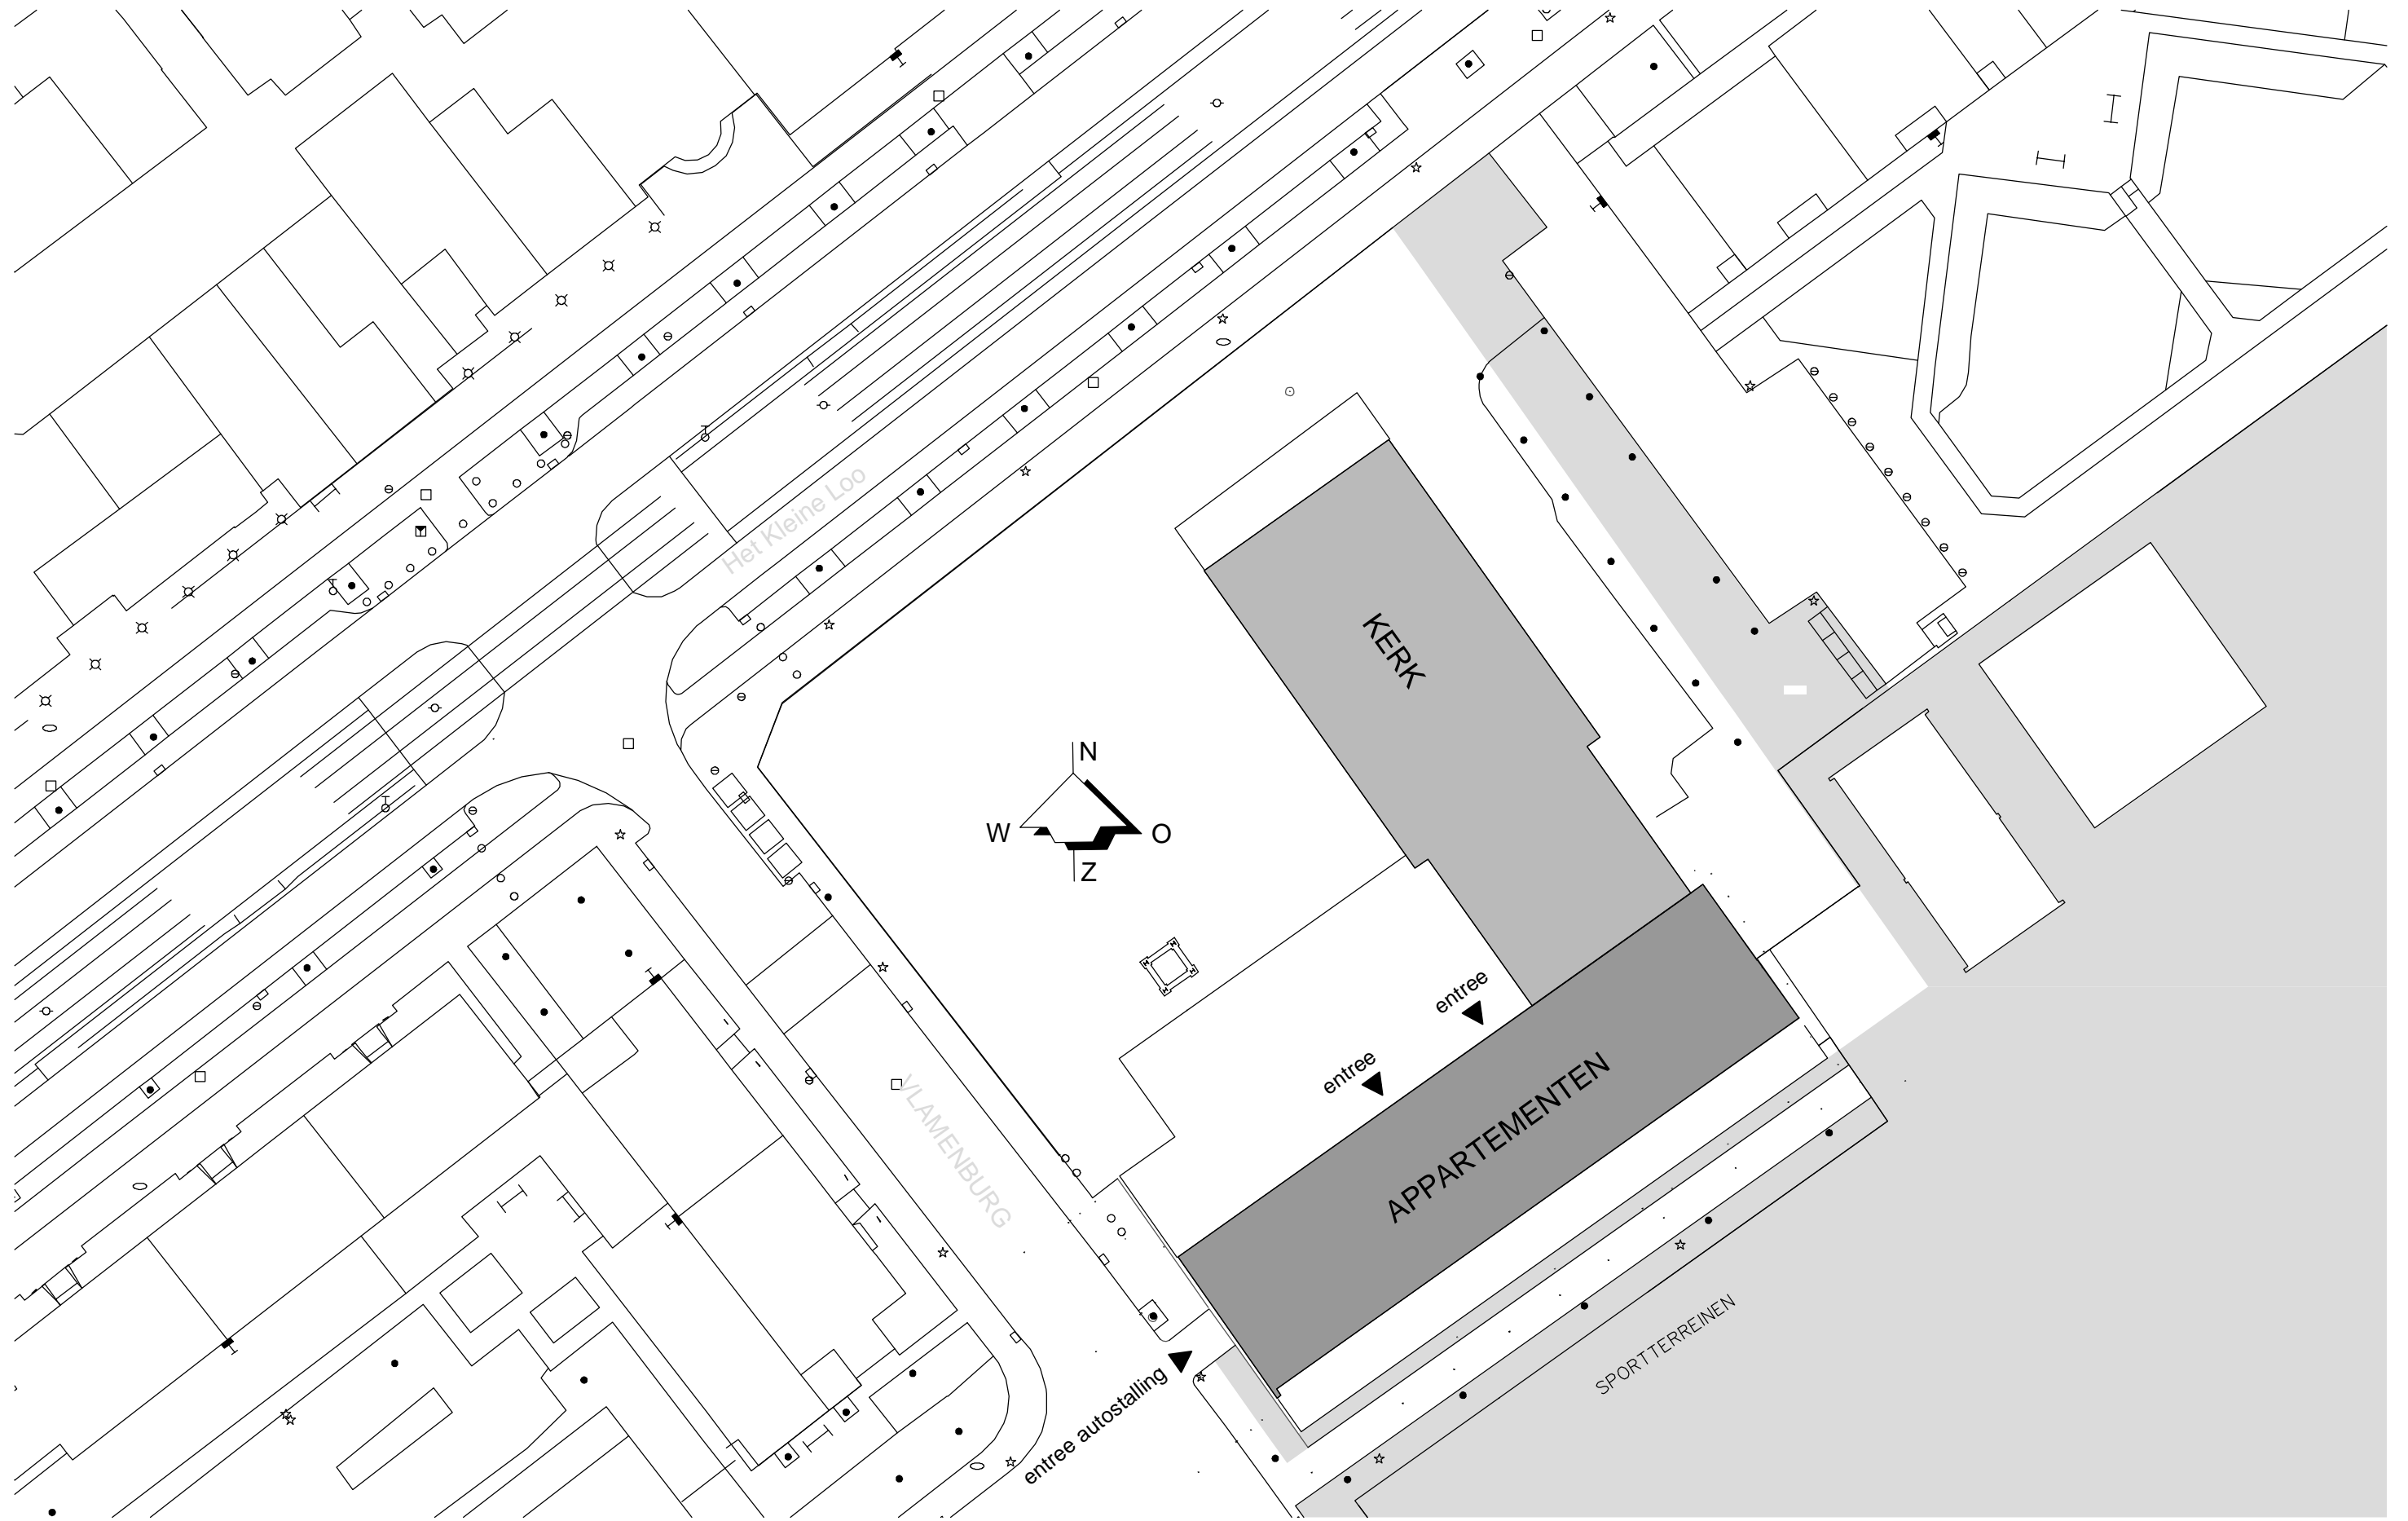 Het Kleine Loo
KERK
N
W
O
Z
entree
entree
APPARTEMENTEN
VLAMENBURG
SPORTTERREINEN
entree autostalling